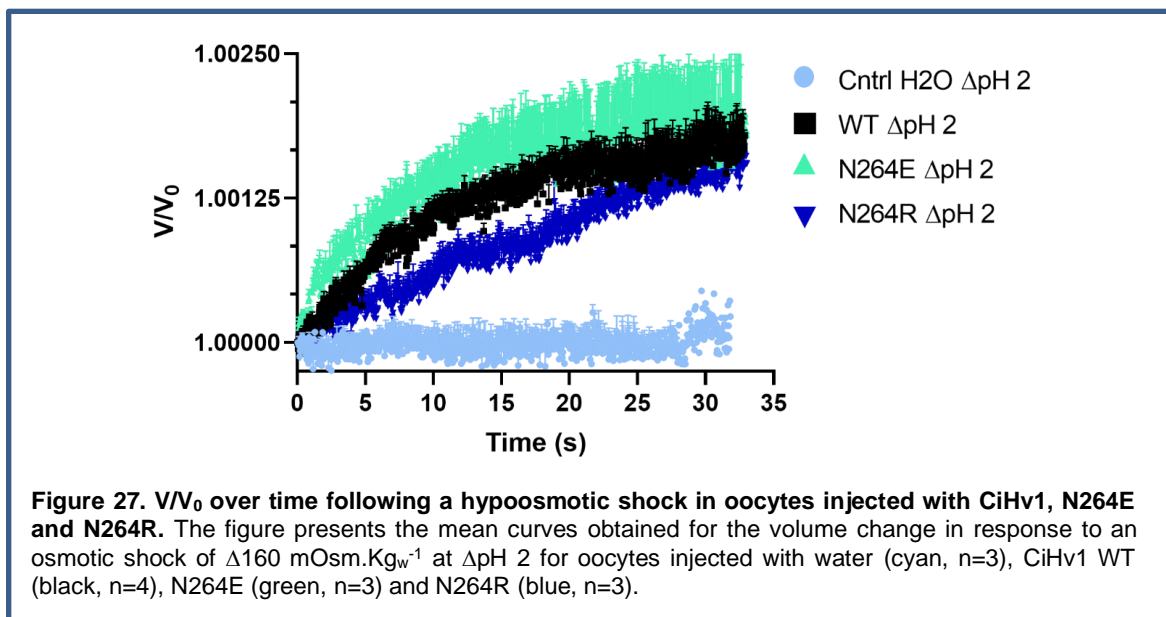 1.00250
1.00125
1.00000
V/V₀
0 5 10 15 20 25 30 35
Time (s)
Cntrl H2O ΔpH 2
WT ΔpH 2
N264E ΔpH 2
N264R ΔpH 2
Figure 27. V/V₀ over time following a hypoosmotic shock in oocytes injected with CiHv1, N264E
and N264R. The figure presents the mean curves obtained for the volume change in response to an
osmotic shock of Δ160 mOsm.Kgw⁻¹ at ΔpH 2 for oocytes injected with water (cyan, n=3), CiHv1 WT
(black, n=4), N264E (green, n=3) and N264R (blue, n=3).